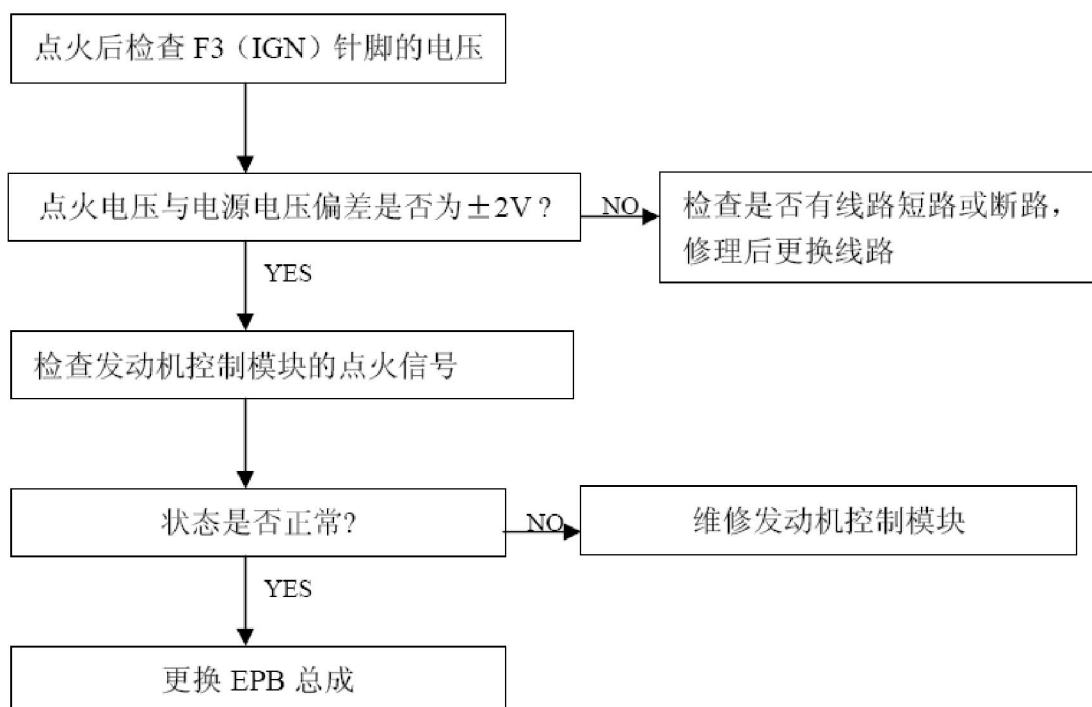 点火后检查 F3（IGN）针脚的电压
点火电压与电源电压偏差是否为±2V？
NO
检查是否有线路短路或断路，
修理后更换线路
YES
检查发动机控制模块的点火信号
状态是否正常?
NO
维修发动机控制模块
YES
更换 EPB 总成